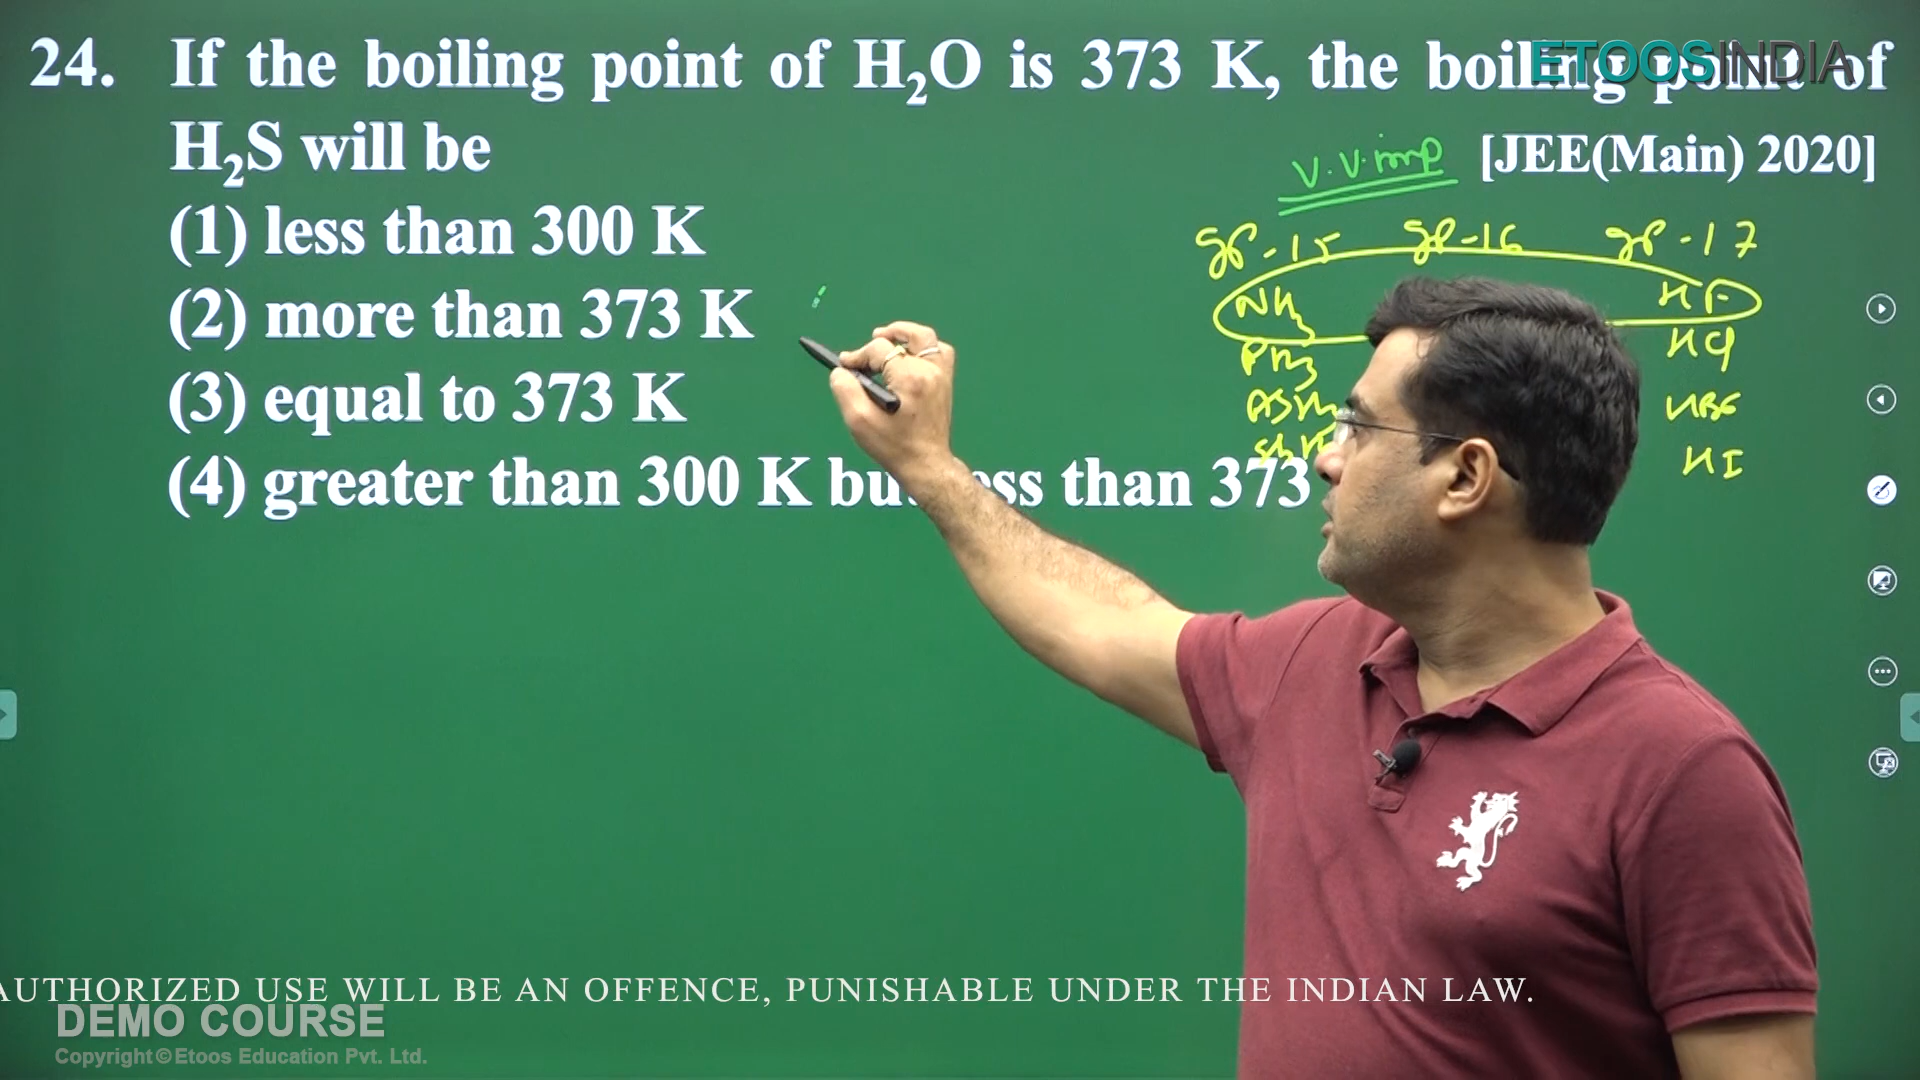 24. If the boiling point of H₂O is 373 K, the boiling point of
ETOOSINDIA
H₂S will be
V.V.imp [JEE(Main) 2020]
(1) less than 300 K
gr-15 gr-16 gr-17
(2) more than 373 K
NH₃ HF
PH₃ HCl
(3) equal to 373 K
AsH₃ HBr
(4) greater than 300 K but less than 373
HI
AUTHORIZED USE WILL BE AN OFFENCE, PUNISHABLE UNDER THE INDIAN LAW.
DEMO COURSE
Copyright © Etoos Education Pvt. Ltd.